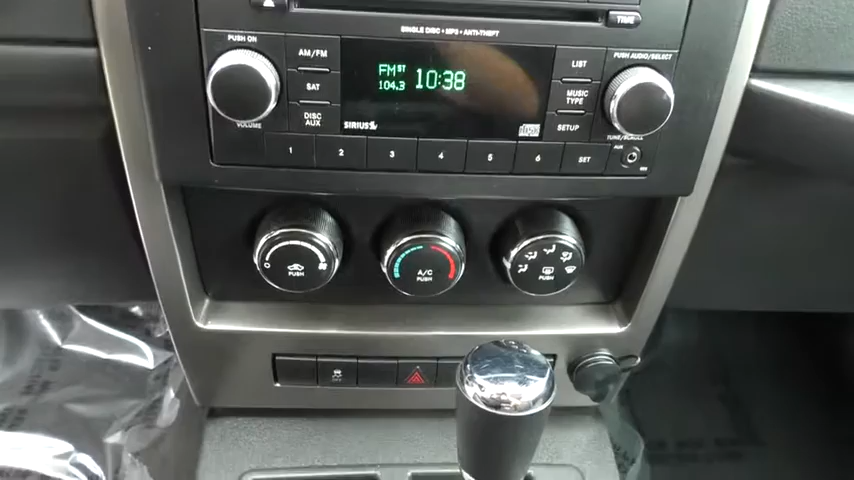 TIME
SINGLE DISC • MP3 • ANTI-THEFT
PUSH ON
VOLUME
AM/FM
SAT
DISC
AUX
FM ST
104.3
10:38
SIRIUS
LIST
MUSIC
TYPE
SETUP
PUSH AUDIO/SELECT
TUNE/SCROLL
1 2 3 4 5 6 SET
AUX
PUSH
A/C
PUSH
PUSH